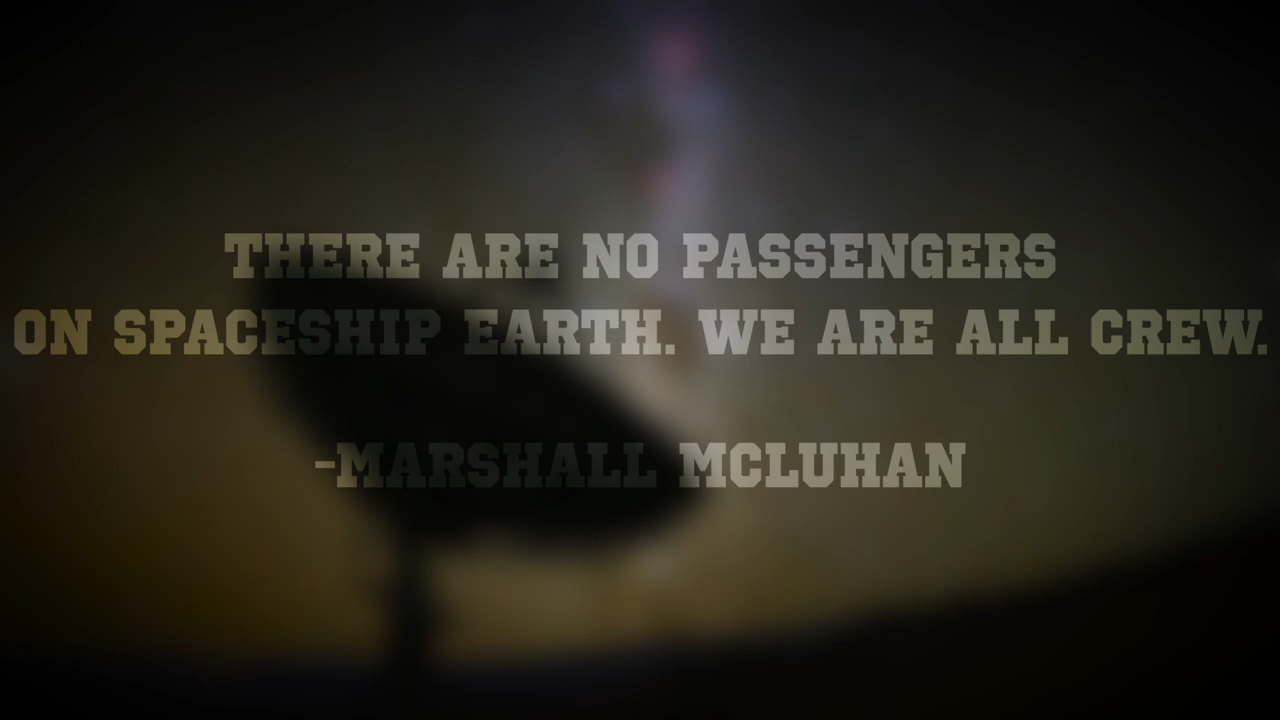 THERE ARE NO PASSENGERS
ON SPACESHIP EARTH. WE ARE ALL CREW.
-MARSHALL MCLUHAN